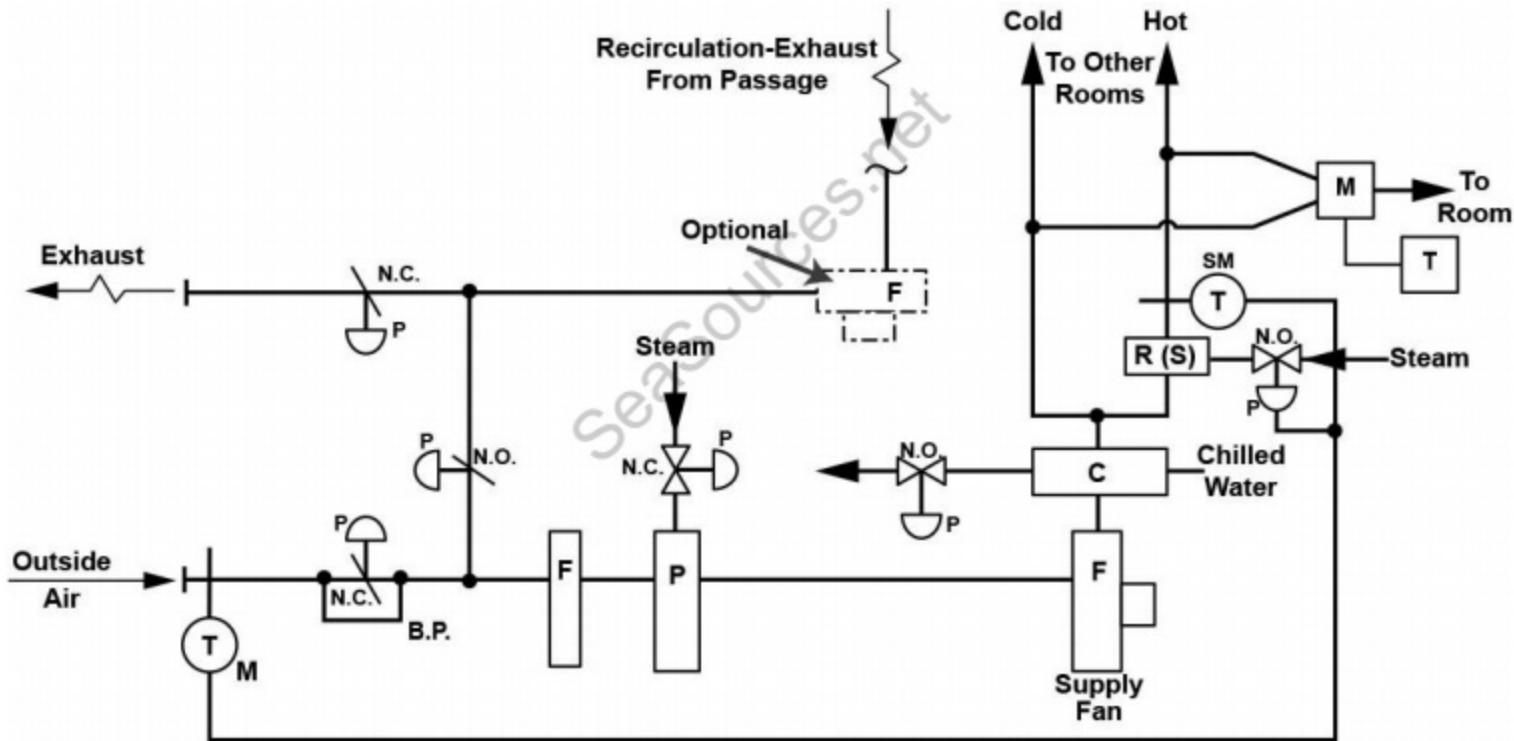 Cold
Hot
Recirculation-Exhaust
From Passage
To Other
Rooms
M
To
Room
Optional
Exhaust
N.C.
F
SM
T
T
P
Steam
R (S)
N.O.
Steam
P
P
N.O.
N.C.
P
N.O.
C
Chilled
Water
P
P
Outside
Air
N.C.
B.P.
F
P
F
T
M
Supply
Fan
SeaSources.net